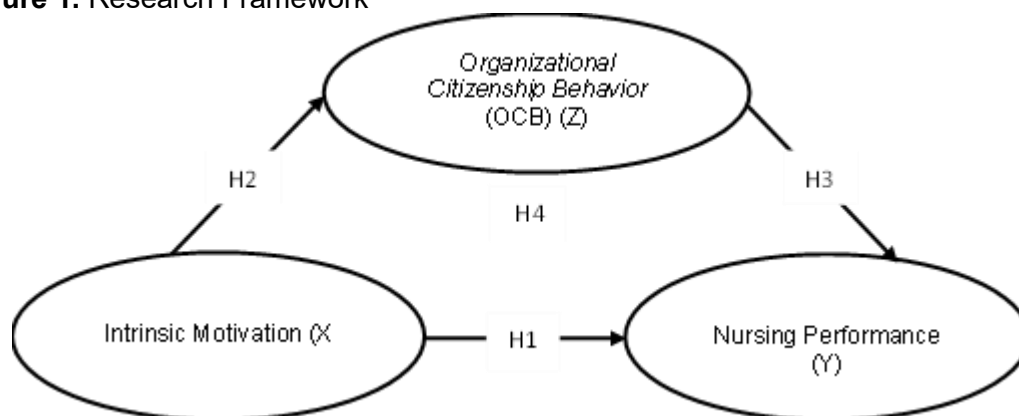 ure 1. Research Framework
Organizational
Citizenship Behavior
(OCB) (Z)
H2
H3
H4
Intrinsic Motivation (X
H1
Nursing Performance
(Y)